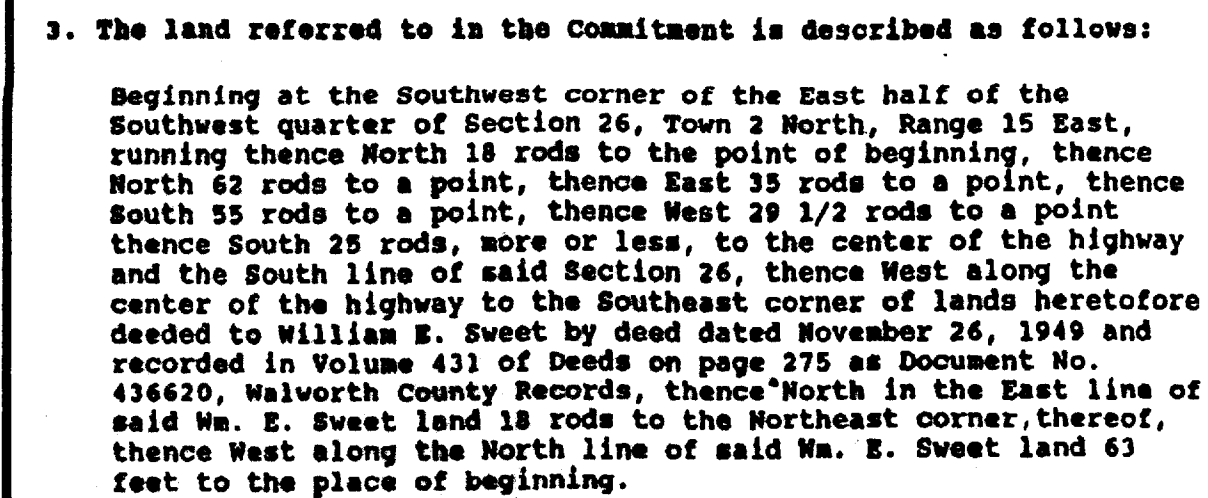 3. The land referred to in the Commitment is described as follows:
Beginning at the Southwest corner of the East half of the
Southwest quarter of Section 26, Town 2 North, Range 15 East,
running thence North 18 rods to the point of beginning, thence
North 62 rods to a point, thence East 35 rods to a point, thence
South 55 rods to a point, thence West 29 1/2 rods to a point
thence South 25 rods, more or less, to the center of the highway
and the South line of said Section 26, thence West along the
center of the highway to the Southeast corner of lands heretofore
deeded to William E. Sweet by deed dated November 26, 1949 and
recorded in Volume 431 of Deeds on page 275 as Document No.
436620, Walworth County Records, thence North in the East line of
said Wm. E. Sweet land 18 rods to the Northeast corner, thereof,
thence West along the North line of said Wm. E. Sweet land 63
feet to the place of beginning.